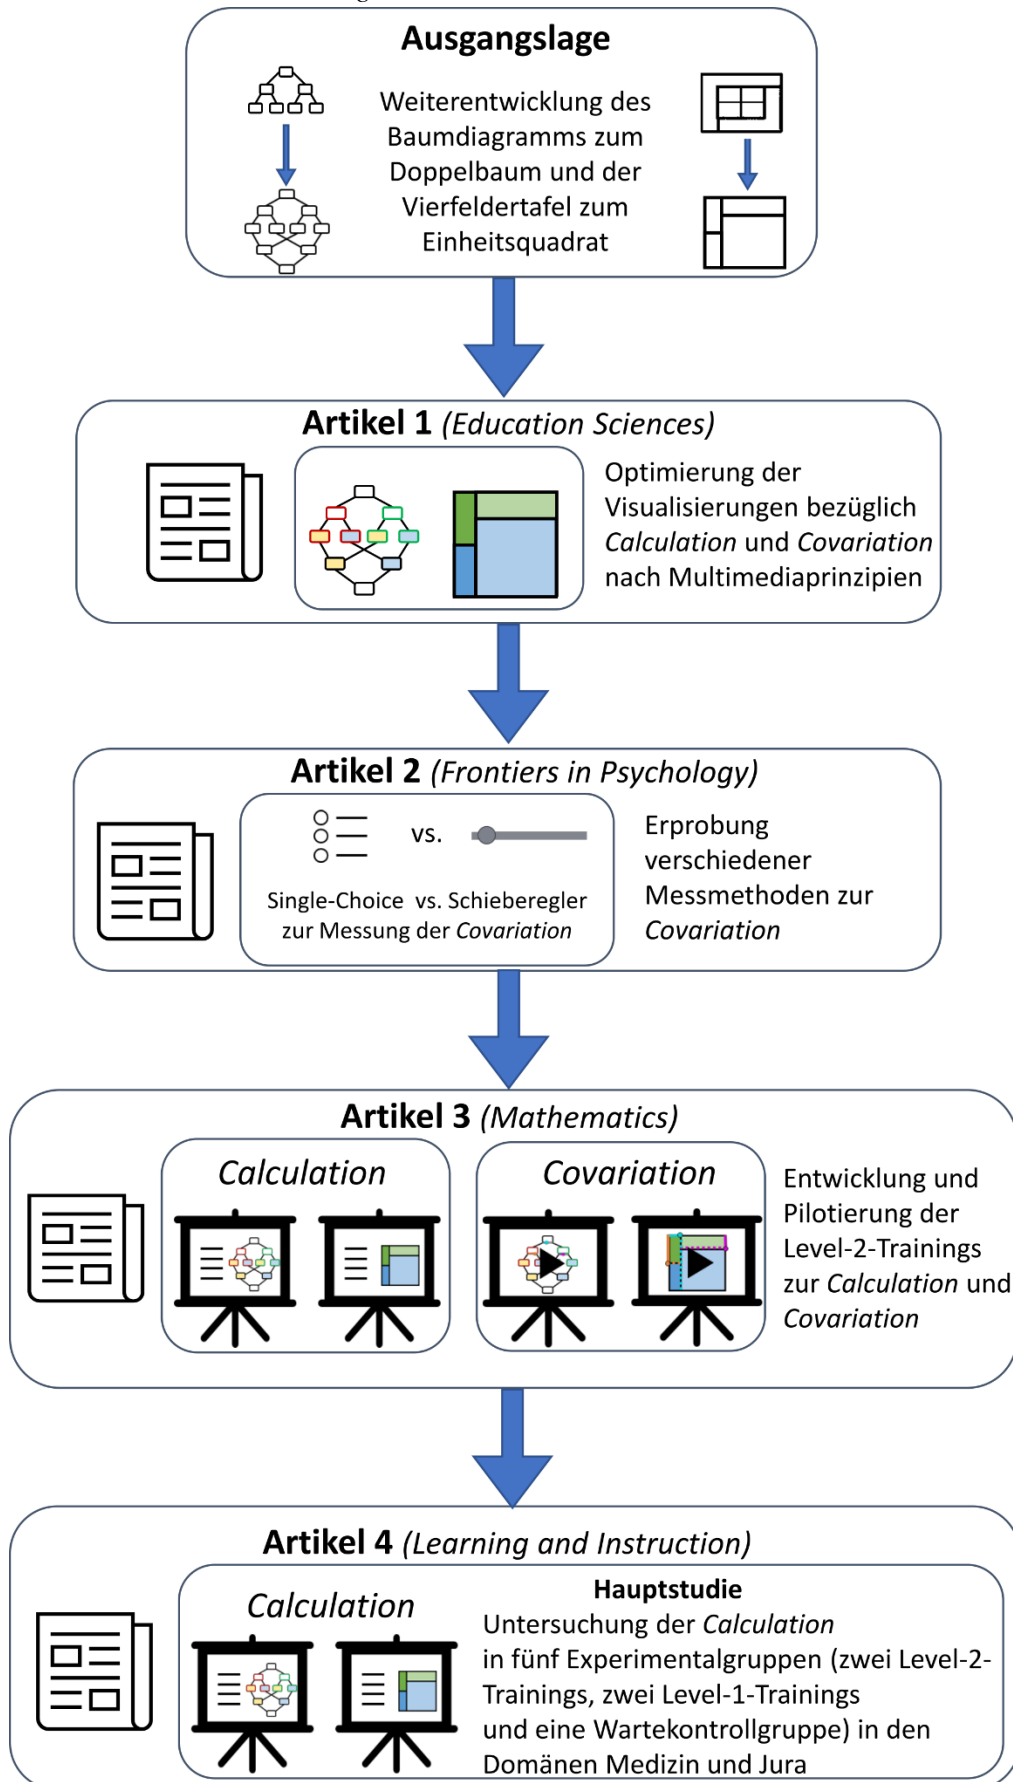 Ausgangslage
Weiterentwicklung des
Baumdiagramms zum
Doppelbaum und der
Vierfeldertafel zum
Einheitsquadrat
Artikel 1 (Education Sciences)
Optimierung der
Visualisierungen bezüglich
Calculation und Covariation
nach Multimediaprinzipien
Artikel 2 (Frontiers in Psychology)
vs.
Single-Choice vs. Schieberegler
zur Messung der Covariation
Erprobung
verschiedener
Messmethoden zur
Covariation
Artikel 3 (Mathematics)
Calculation
Covariation
Entwicklung und
Pilotierung der
Level-2-Trainings
zur Calculation und
Covariation
Artikel 4 (Learning and Instruction)
Calculation
Hauptstudie
Untersuchung der Calculation
in fünf Experimentalgruppen (zwei Level-2-
Trainings, zwei Level-1-Trainings
und eine Wartekontrollgruppe) in den
Domänen Medizin und Jura